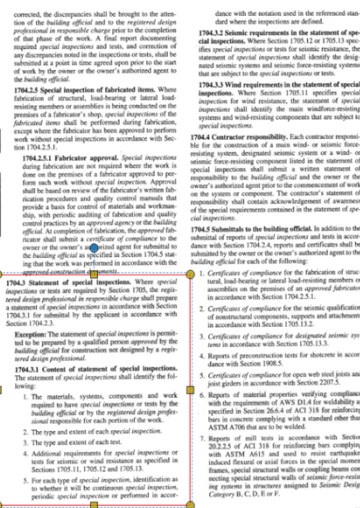 corrected, the discrepancies shall be brought to the atten-
tion of the building official and to the registered design
professional in responsible charge prior to the completion
of that phase of the work. A final report documenting
required special inspections and tests, and correction of
any discrepancies noted in the inspections or tests, shall be
submitted at a point in time agreed upon prior to the start
of work by the owner or the owner's authorized agent to
the building official.
1704.2.5 Special inspection of fabricated items. Where
fabrication of structural, load-bearing or lateral load-
resisting members or assemblies is being conducted on the
premises of a fabricator's shop, special inspections of the
fabricated items shall be performed during fabrication,
except where the fabricator has been approved to perform
work without special inspections in accordance with Sec-
tion 1704.2.5.1.
1704.2.5.1 Fabricator approval. Special inspections
during fabrication are not required where the work is
done on the premises of a fabricator approved to per-
form such work without special inspection. Approval
shall be based on review of the fabricator's written fab-
rication procedures and quality control manuals that
provide a basis for control of materials and workman-
ship, with periodic auditing of fabrication and quality
control practices by an approved agency or the building
official. At completion of fabrication, the approved fab-
ricator shall submit a certificate of compliance to the
owner or the owner's authorized agent for submittal to
the building official as specified in Section 1704.5 stat-
ing that the work was performed in accordance with the
approved construction documents.
1704.3 Statement of special inspections. Where special
inspections or tests are required by Section 1705, the regis-
tered design professional in responsible charge shall prepare
a statement of special inspections in accordance with Section
1704.3.1 for submittal by the applicant in accordance with
Section 1704.2.3.
Exception: The statement of special inspections is permit-
ted to be prepared by a qualified person approved by the
building official for construction not designed by a regis-
tered design professional.
1704.3.1 Content of statement of special inspections.
The statement of special inspections shall identify the fol-
lowing:
1. The materials, systems, components and work
required to have special inspections or tests by the
building official or by the registered design profes-
sional responsible for each portion of the work.
2. The type and extent of each special inspection.
3. The type and extent of each test.
4. Additional requirements for special inspections or
tests for seismic or wind resistance as specified in
Sections 1705.11, 1705.12 and 1705.13.
5. For each type of special inspection, identification as
to whether it will be continuous special inspection,
periodic special inspection or performed in accor-
dance with the notation used in the referenced stan-
dard where the inspections are defined.
1704.3.2 Seismic requirements in the statement of spe-
cial inspections. Where Section 1705.12 or 1705.13 spec-
ifies special inspections or tests for seismic resistance, the
statement of special inspections shall identify the desig-
nated seismic systems and seismic force-resisting systems
that are subject to the special inspections or tests.
1704.3.3 Wind requirements in the statement of special
inspections. Where Section 1705.11 specifies special
inspection for wind resistance, the statement of special
inspections shall identify the main windforce-resisting
systems and wind-resisting components that are subject to
special inspections.
1704.4 Contractor responsibility. Each contractor responsi-
ble for the construction of a main wind- or seismic force-
resisting system, designated seismic system or a wind- or
seismic force-resisting component listed in the statement of
special inspections shall submit a written statement of
responsibility to the building official and the owner or the
owner's authorized agent prior to the commencement of work
on the system or component. The contractor's statement of
responsibility shall contain acknowledgement of awareness
of the special requirements contained in the statement of spe-
cial inspections.
1704.5 Submittals to the building official. In addition to the
submittal of reports of special inspections and tests in accor-
dance with Section 1704.2.4, reports and certificates shall be
submitted by the owner or the owner's authorized agent to the
building official for each of the following:
1. Certificates of compliance for the fabrication of struc-
tural, load-bearing or lateral load-resisting members or
assemblies on the premises of an approved fabricator
in accordance with Section 1704.2.5.1.
2. Certificates of compliance for the seismic qualification
of nonstructural components, supports and attachments
in accordance with Section 1705.13.2.
3. Certificates of compliance for designated seismic sys-
tems in accordance with Section 1705.13.3.
4. Reports of preconstruction tests for shotcrete in accor-
dance with Section 1908.5.
5. Certificates of compliance for open web steel joists and
joist girders in accordance with Section 2207.5.
6. Reports of material properties verifying compliance
with the requirements of AWS D1.4 for weldability as
specified in Section 26.6.4 of ACI 318 for reinforcing
bars in concrete complying with a standard other than
ASTM A706 that are to be welded.
7. Reports of mill tests in accordance with Section
20.2.2.5 of ACI 318 for reinforcing bars complying
with ASTM A615 and used to resist earthquake-
induced flexural or axial forces in the special moment
frames, special structural walls or coupling beams con-
necting special structural walls of seismic force-resist-
ing systems in structures assigned to Seismic Design
Category B, C, D, E or F.